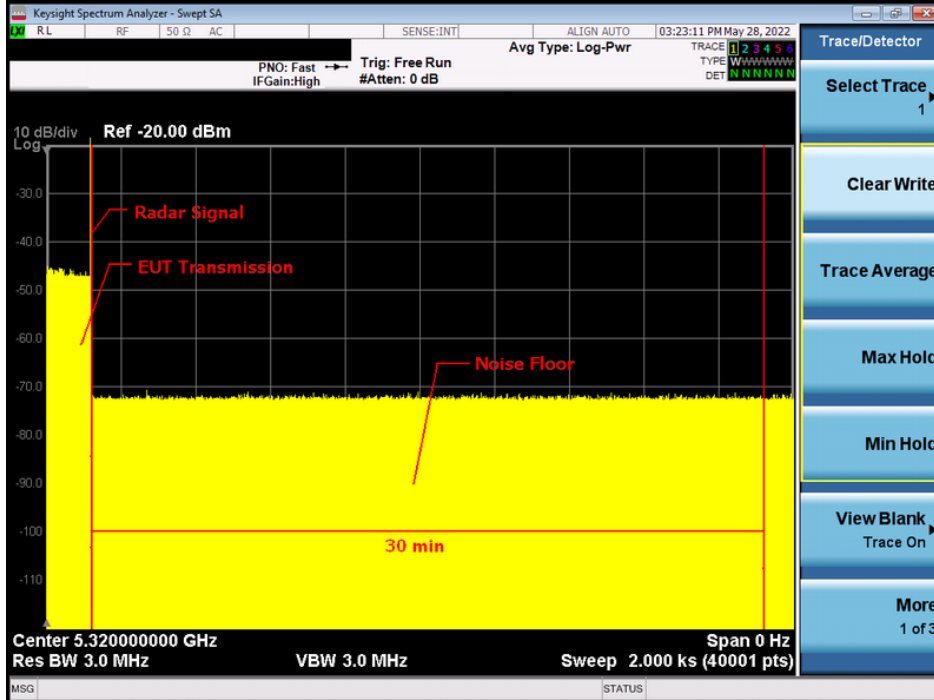 Keysight Spectrum Analyzer - Swept SA
LXI RL RF 50 Ω AC SENSE:INT ALIGN AUTO 03:23:11 PM May 28, 2022
Avg Type: Log-Pwr
TRACE 1 2 3 4 5 6
TYPE WWWWWW
DET N N N N N N
PNO: Fast
IFGain:High
Trig: Free Run
#Atten: 0 dB
10 dB/div
Log
Ref -20.00 dBm
-30.0
-40.0
-50.0
-60.0
-70.0
-80.0
-90.0
-100
-110
Radar Signal
EUT Transmission
Noise Floor
30 min
Center 5.320000000 GHz
Span 0 Hz
Res BW 3.0 MHz
VBW 3.0 MHz
Sweep 2.000 ks (40001 pts)
MSG
STATUS
Trace/Detector
Select Trace
1
Clear Write
Trace Average
Max Hold
Min Hold
View Blank
Trace On
More
1 of 3